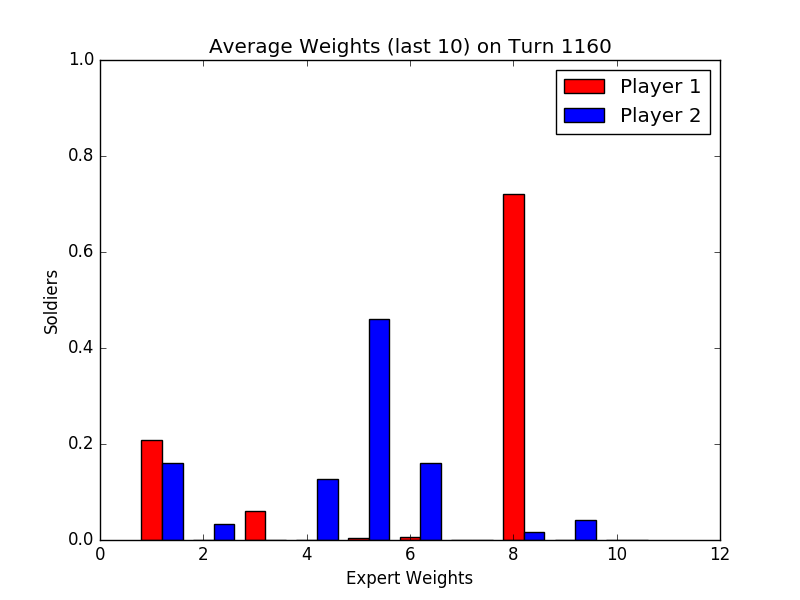 Average Weights (last 10) on Turn 1160
1.0
0.8
0.6
0.4
0.2
0.0
Soldiers
Player 1
Player 2
0 2 4 6 8 10 12
Expert Weights